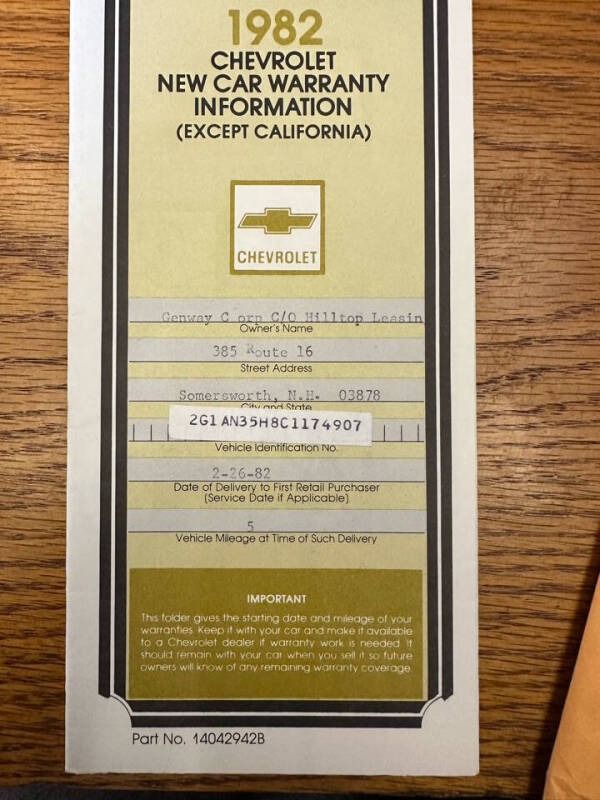 1982
CHEVROLET
NEW CAR WARRANTY
INFORMATION
(EXCEPT CALIFORNIA)
CHEVROLET
Genway C orp C/O Hilltop Leasin
Owner's Name
385 Route 16
Street Address
Somersworth, N.H. 03878
City and State
2G1AN35H8C1174907
Vehicle Identification No.
2-26-82
Date of Delivery to First Retail Purchaser
(Service Date if Applicable)
5
Vehicle Mileage at Time of Such Delivery
IMPORTANT
This folder gives the starting date and mileage of your
warranties. Keep it with your car and make it available
to a Chevrolet dealer if warranty work is needed. It
should remain with your car when you sell it so future
owners will know of any remaining warranty coverage.
Part No. 14042942B